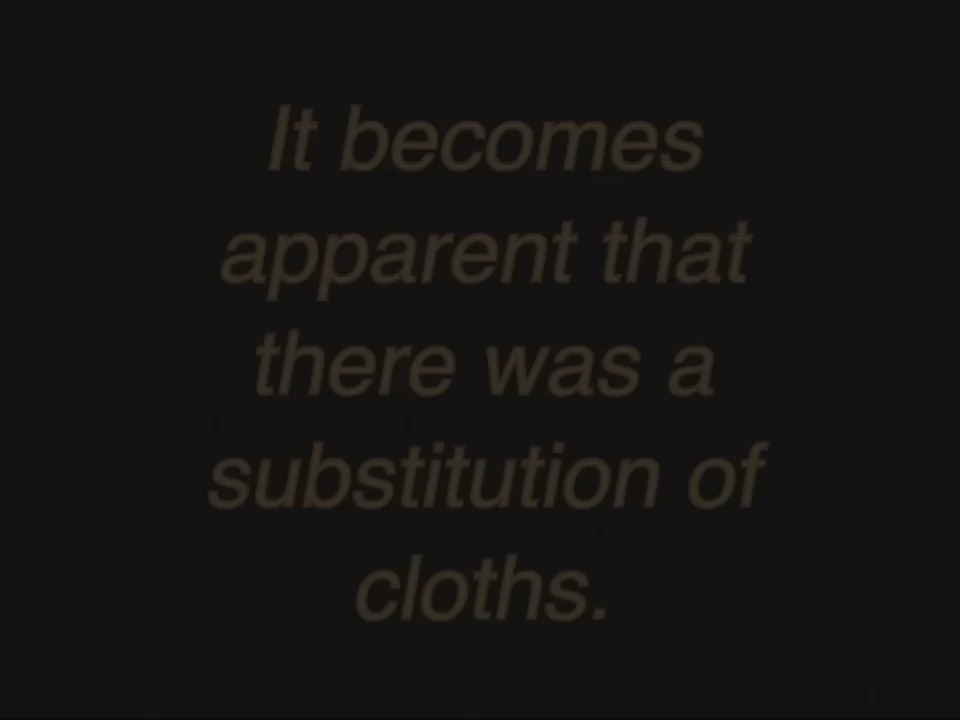 It becomes
apparent that
there was a
substitution of
cloths.